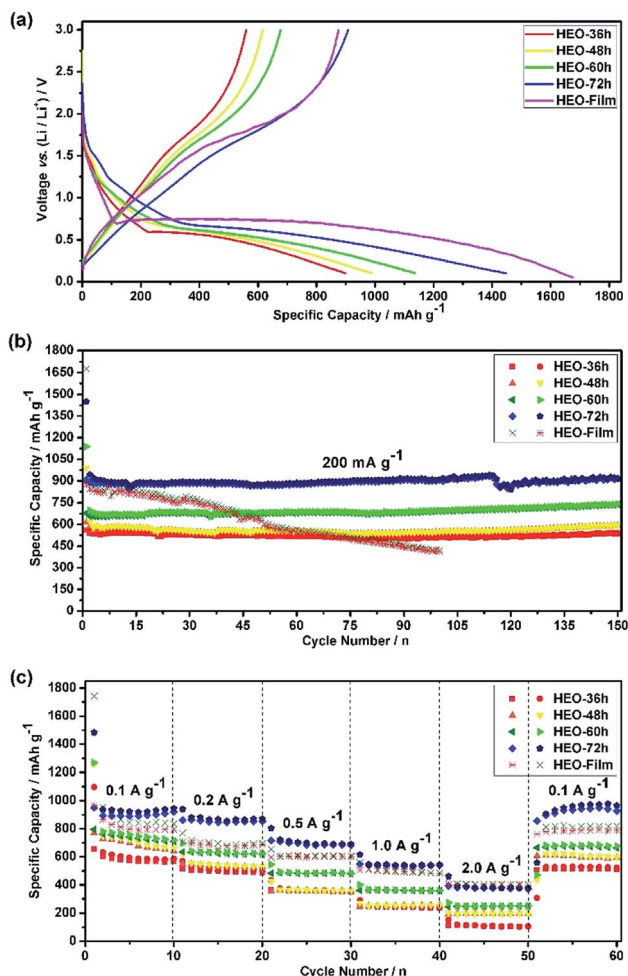 (a)
HEO-36h
HEO-48h
HEO-60h
HEO-72h
HEO-Film
Voltage vs. (Li / Li⁺) / V
3.0
2.5
2.0
1.5
1.0
0.5
0.0
0 200 400 600 800 1000 1200 1400 1600 1800
Specific Capacity / mAh g⁻¹
(b)
HEO-36h
HEO-48h
HEO-60h
HEO-72h
HEO-Film
200 mA g⁻¹
Specific Capacity / mAh g⁻¹
1800
1650
1500
1350
1200
1050
900
750
600
450
300
150
0
0 15 30 45 60 75 90 105 120 135 150
Cycle Number / n
(c)
HEO-36h
HEO-48h
HEO-60h
HEO-72h
HEO-Film
0.1 A g⁻¹
0.2 A g⁻¹
0.5 A g⁻¹
1.0 A g⁻¹
2.0 A g⁻¹
0.1 A g⁻¹
Specific Capacity / mAh g⁻¹
1800
1600
1400
1200
1000
800
600
400
200
0
0 10 20 30 40 50 60
Cycle Number / n